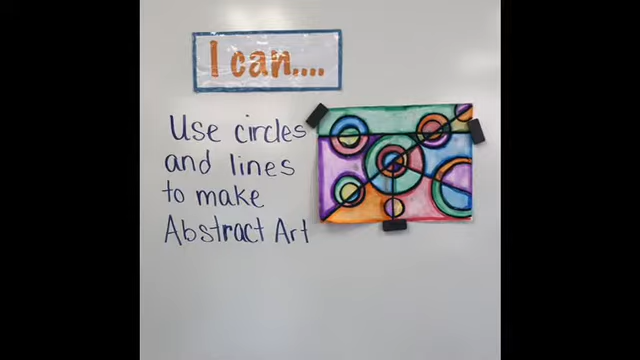 I can....
Use circles
and lines
to make
Abstract Art